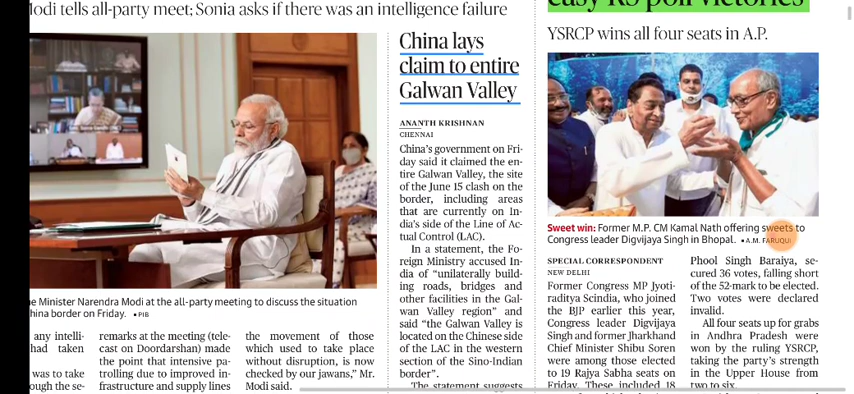 Modi tells all-party meet; Sonia asks if there was an intelligence failure
e Minister Narendra Modi at the all-party meeting to discuss the situation
hina border on Friday. ▪ PIB
any intelli-
had taken
was to take
ough the se-
remarks at the meeting (tele-
cast on Doordarshan) made
the point that intensive pa-
trolling due to improved in-
frastructure and supply lines
the movement of those
which used to take place
without disruption, is now
checked by our jawans,” Mr.
Modi said.
China lays
claim to entire
Galwan Valley
ANANTH KRISHNAN
CHENNAI
China’s government on Fri-
day said it claimed the en-
tire Galwan Valley, the site
of the June 15 clash on the
border, including areas
that are currently on In-
dia’s side of the Line of Ac-
tual Control (LAC).
In a statement, the Fo-
reign Ministry accused In-
dia of “unilaterally build-
ing roads, bridges and
other facilities in the Gal-
wan Valley region” and
said “the Galwan Valley is
located on the Chinese side
of the LAC in the western
section of the Sino-Indian
border”.
The statement suggests
easy RS poll victories
YSRCP wins all four seats in A.P.
Sweet win: Former M.P. CM Kamal Nath offering sweets to
Congress leader Digvijaya Singh in Bhopal. ▪ A.M. FARUQUI
SPECIAL CORRESPONDENT
NEW DELHI
Former Congress MP Jyoti-
raditya Scindia, who joined
the BJP earlier this year,
Congress leader Digvijaya
Singh and former Jharkhand
Chief Minister Shibu Soren
were among those elected
to 19 Rajya Sabha seats on
Friday. These included 18
Phool Singh Baraiya, se-
cured 36 votes, falling short
of the 52-mark to be elected.
Two votes were declared
invalid.
All four seats up for grabs
in Andhra Pradesh were
won by the ruling YSRCP,
taking the party’s strength
in the Upper House from
two to six.